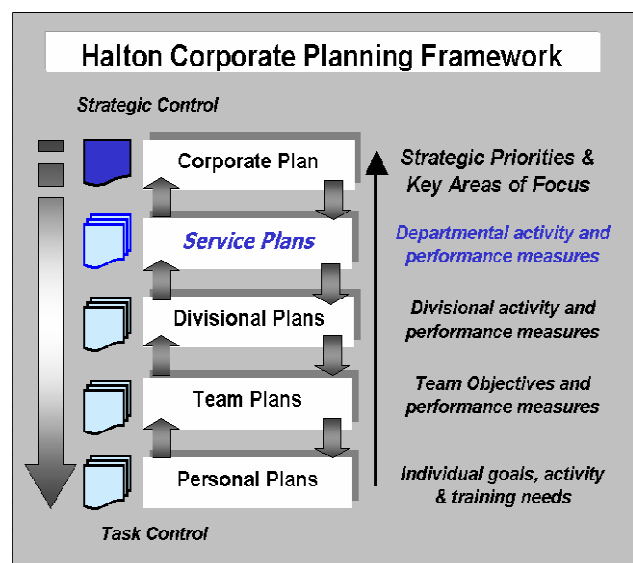 Halton Corporate Planning Framework
Strategic Control
Corporate Plan
Strategic Priorities &
Key Areas of Focus
Service Plans
Departmental activity and
performance measures
Divisional Plans
Divisional activity and
performance measures
Team Plans
Team Objectives and
performance measures
Personal Plans
Individual goals, activity
& training needs
Task Control